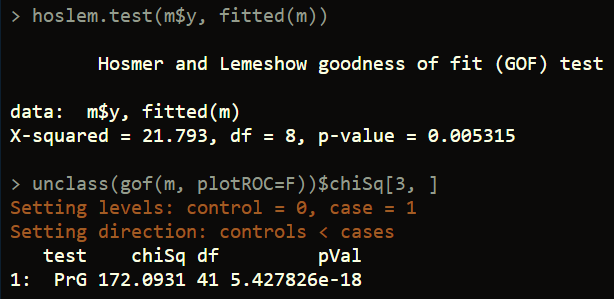 > hoslem.test(m$y, fitted(m))
Hosmer and Lemeshow goodness of fit (GOF) test
data:  m$y, fitted(m)
X-squared = 21.793, df = 8, p-value = 0.005315
> unclass(gof(m, plotROC=F))$chiSq[3, ]
Setting levels: control = 0, case = 1
Setting direction: controls < cases
   test    chiSq df         pVal
1:  PrG 172.0931 41 5.427826e-18